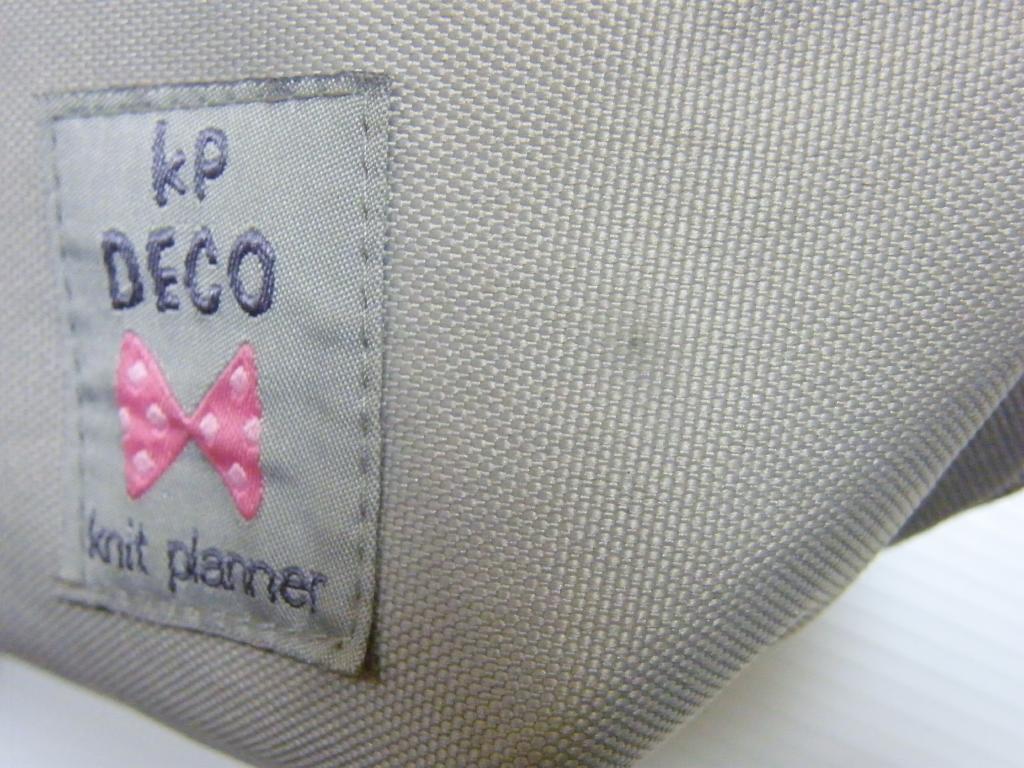 kP
DECO
knit planner